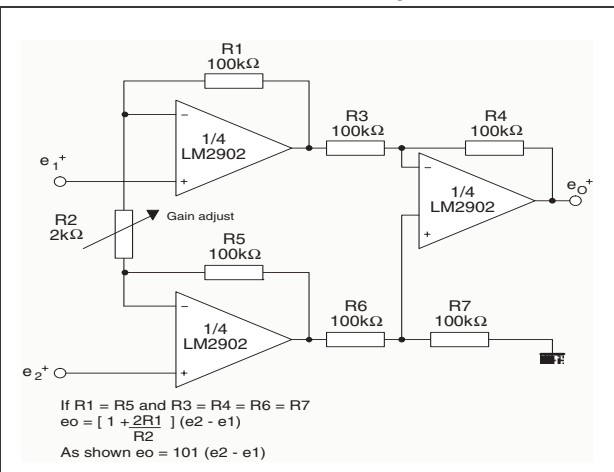 R1
100kΩ
R3
100kΩ
R4
100kΩ
1/4
LM2902
e1+
1/4
LM2902
eO+
R2
2kΩ
Gain adjust
R5
100kΩ
R6
100kΩ
R7
100kΩ
1/4
LM2902
e2+
If R1 = R5 and R3 = R4 = R6 = R7
eo = [ 1 + 2R1/R2 ] (e2 - e1)
As shown eo = 101 (e2 - e1)